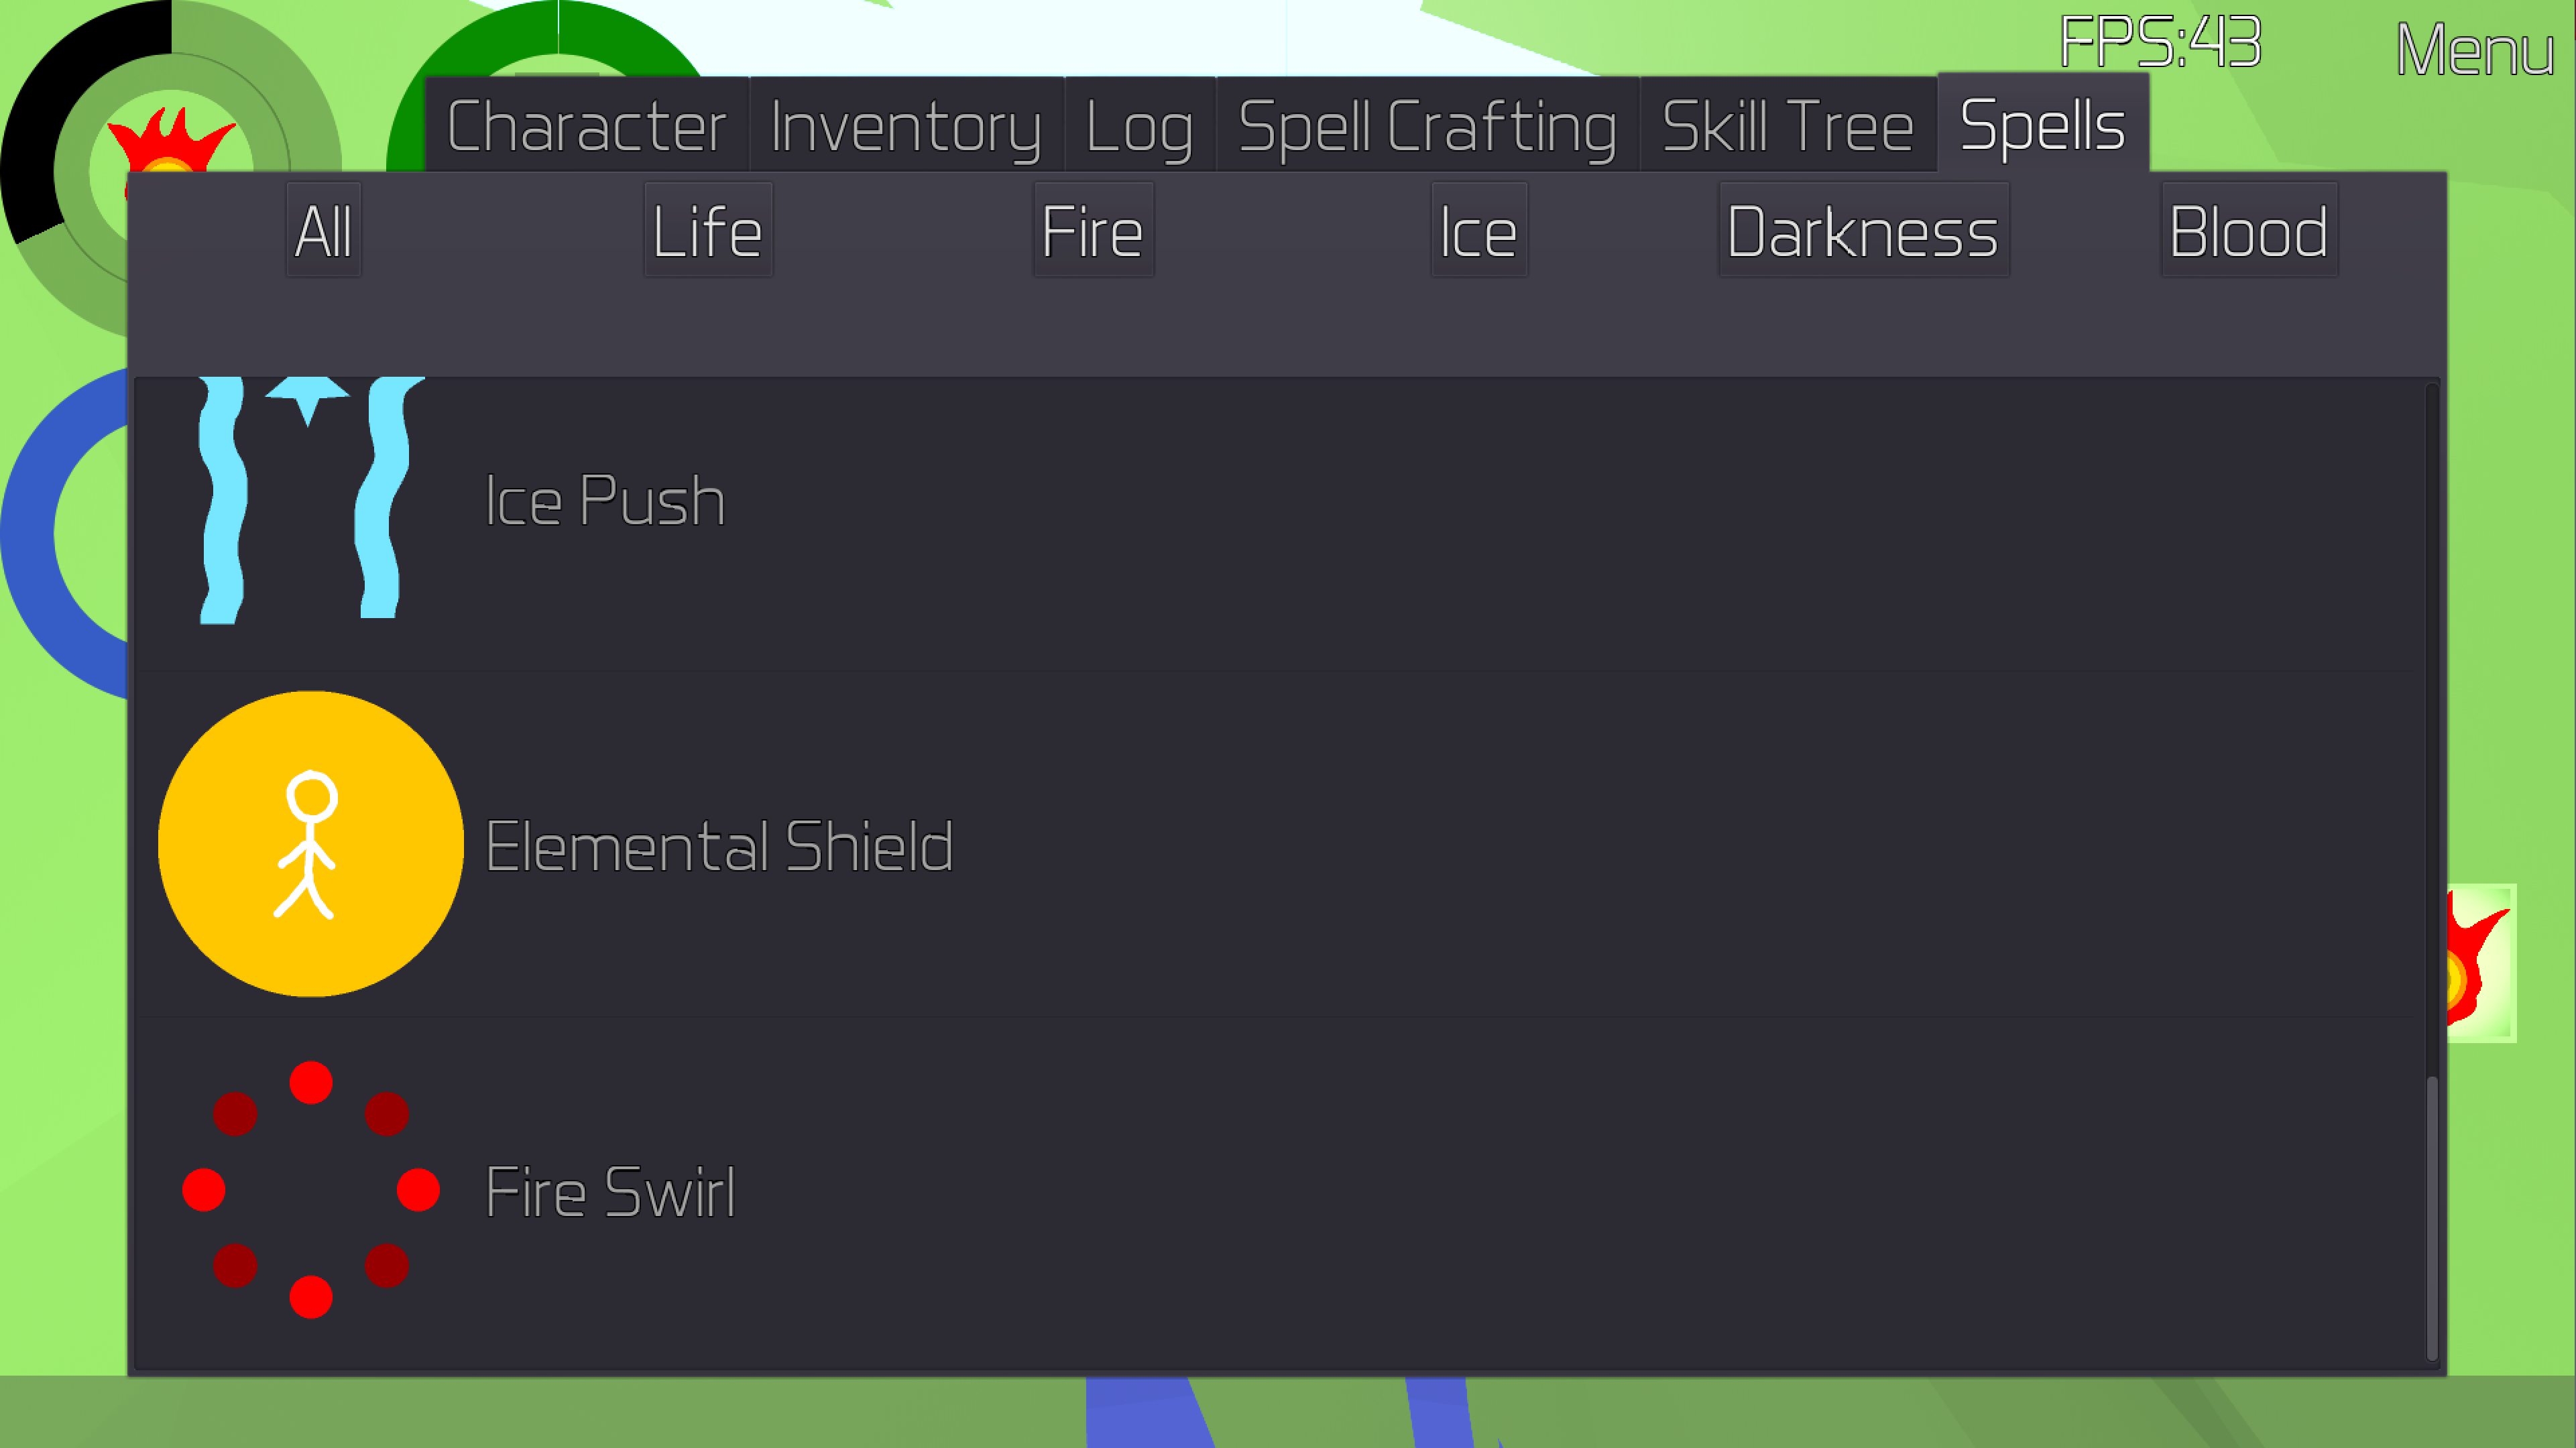 FPS:43 Menu
Character Inventory Log Spell Crafting Skill Tree Spells
All Life Fire Ice Darkness Blood
Ice Push
Elemental Shield
Fire Swirl